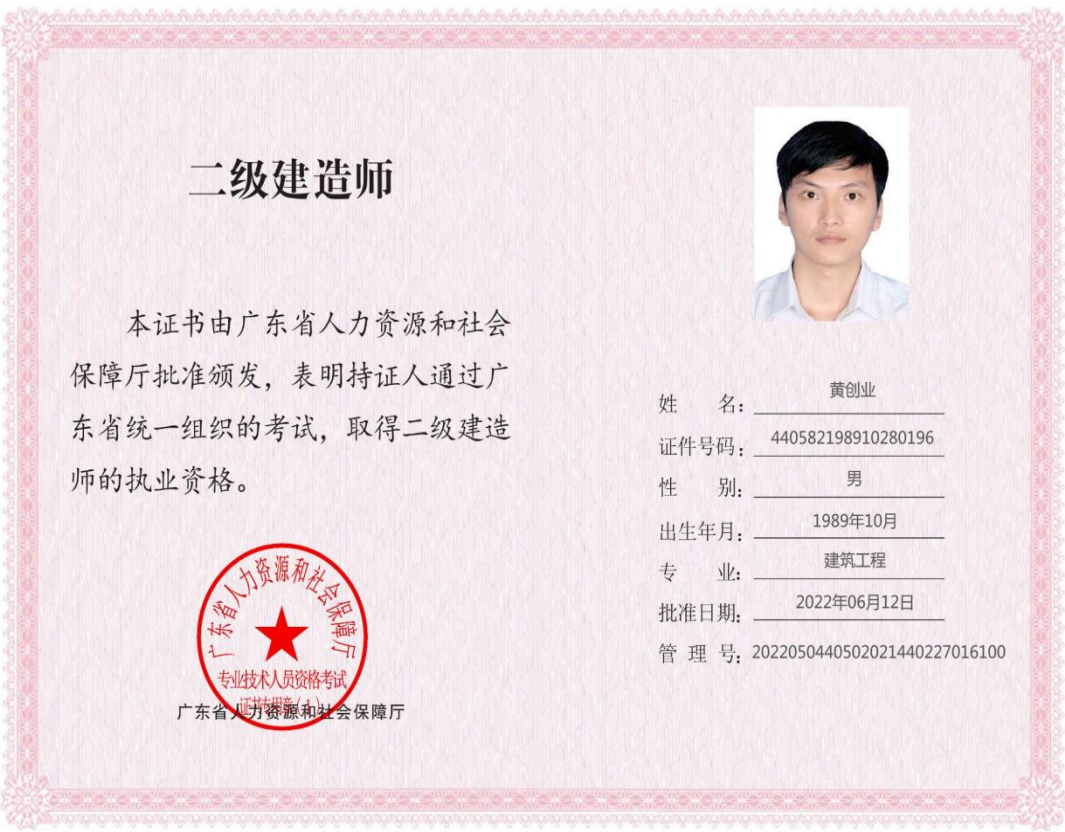 二级建造师
本证书由广东省人力资源和社会
保障厅批准颁发，表明持证人通过广
东省统一组织的考试，取得二级建造
师的执业资格。
广东省人力资源和社会保障厅
专业技术人员资格考试
证书专用章(1)
广东省人力资源和社会保障厅
姓 名：黄创业
证件号码：440582198910280196
性 别：男
出生年月：1989年10月
专 业：建筑工程
批准日期：2022年06月12日
管 理 号：2022050440502021440227016100